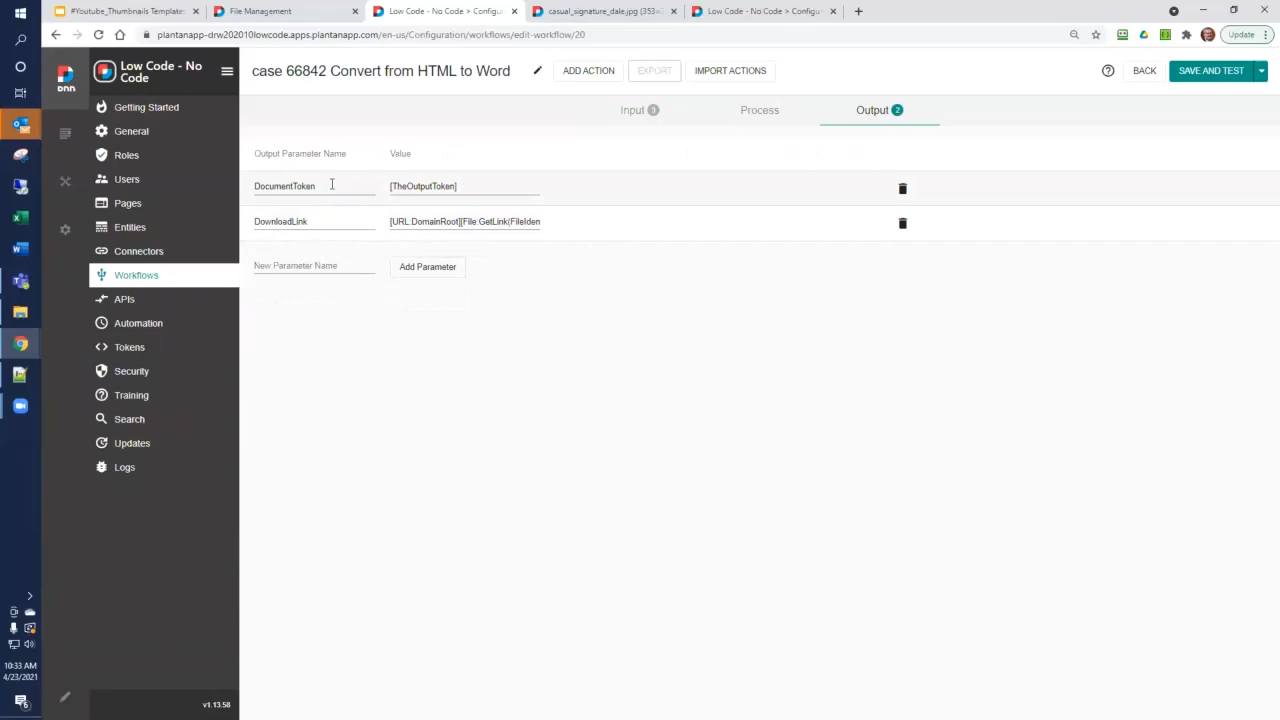 #Youtube_Thumbnails Template
File Management
Low Code - No Code > Configur
casual_signature_dale.jpg (353×2
Low Code - No Code > Configur
plantanapp-drw202010lowcode.apps.plantanapp.com/en-us/Configuration/workflows/edit-workflow/20
Update
DNN
Low Code - No
Code
case 66842 Convert from HTML to Word
ADD ACTION
EXPORT
IMPORT ACTIONS
BACK
SAVE AND TEST
Getting Started
General
Roles
Users
Pages
Entities
Connectors
Workflows
APIs
Automation
Tokens
Security
Training
Search
Updates
Logs
v1.13.58
Input 3
Process
Output 2
Output Parameter Name
Value
DocumentToken
[TheOutputToken]
DownloadLink
[URL:DomainRoot][File:GetLink(FileIden
New Parameter Name
Add Parameter
10:33 AM
4/23/2021